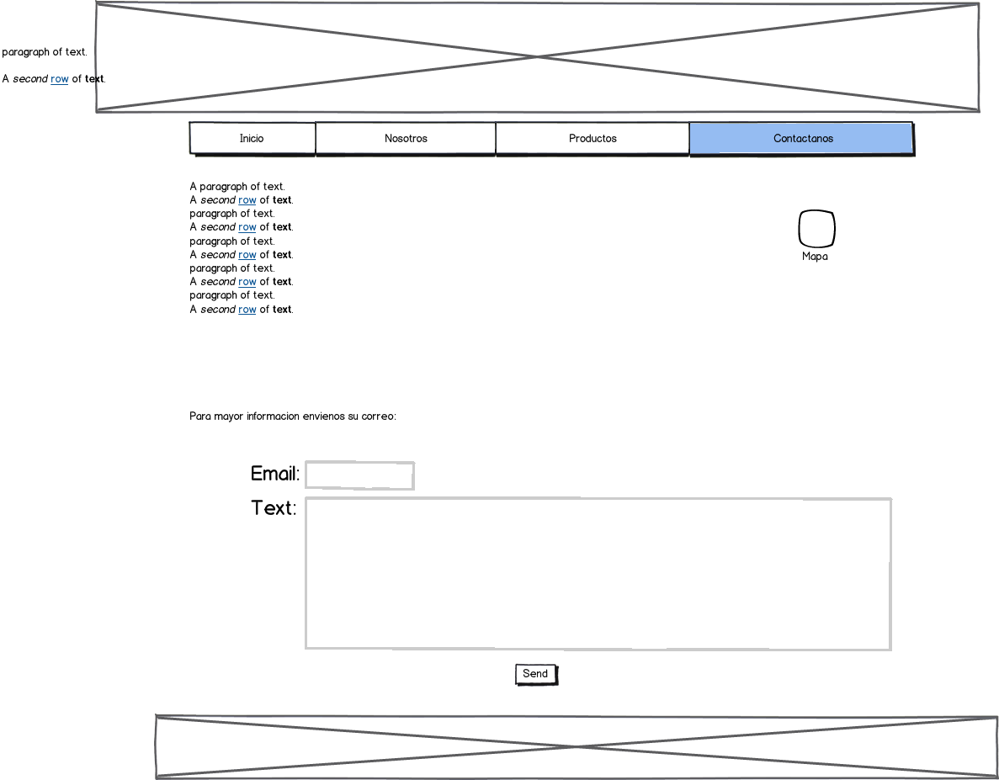 paragraph of text.
A second row of text.
Inicio
Nosotros
Productos
Contactanos
A paragraph of text.
A second row of text.
paragraph of text.
A second row of text.
paragraph of text.
A second row of text.
paragraph of text.
A second row of text.
paragraph of text.
A second row of text.
Mapa
Para mayor informacion envienos su correo:
Email:
Text:
Send